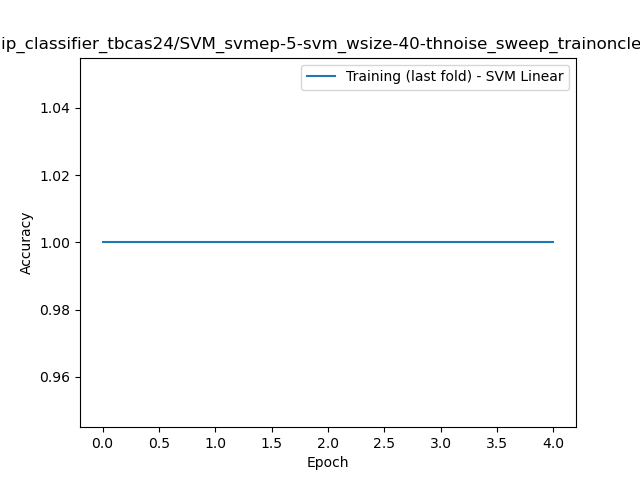 ip_classifier_tbcas24/SVM_svmep-5-svm_wsize-40-thnoise_sweep_trainoncle
Training (last fold) - SVM Linear
1.04
1.02
1.00
0.98
0.96
Accuracy
0.0 0.5 1.0 1.5 2.0 2.5 3.0 3.5 4.0
Epoch